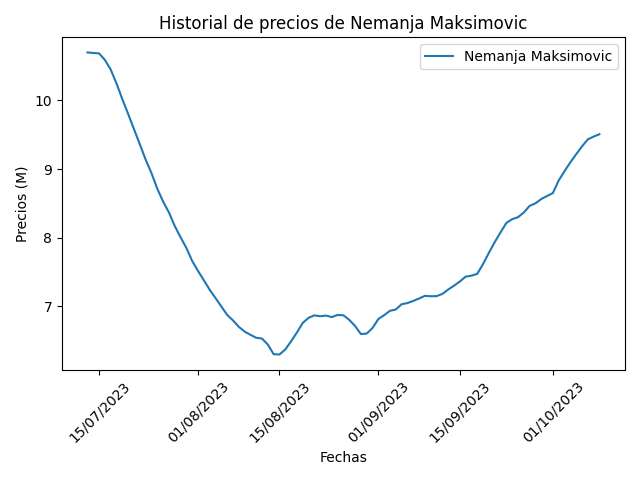 Historial de precios de Nemanja Maksimovic
Nemanja Maksimovic
Precios (M)
10
9
8
7
15/07/2023
01/08/2023
15/08/2023
01/09/2023
15/09/2023
01/10/2023
Fechas